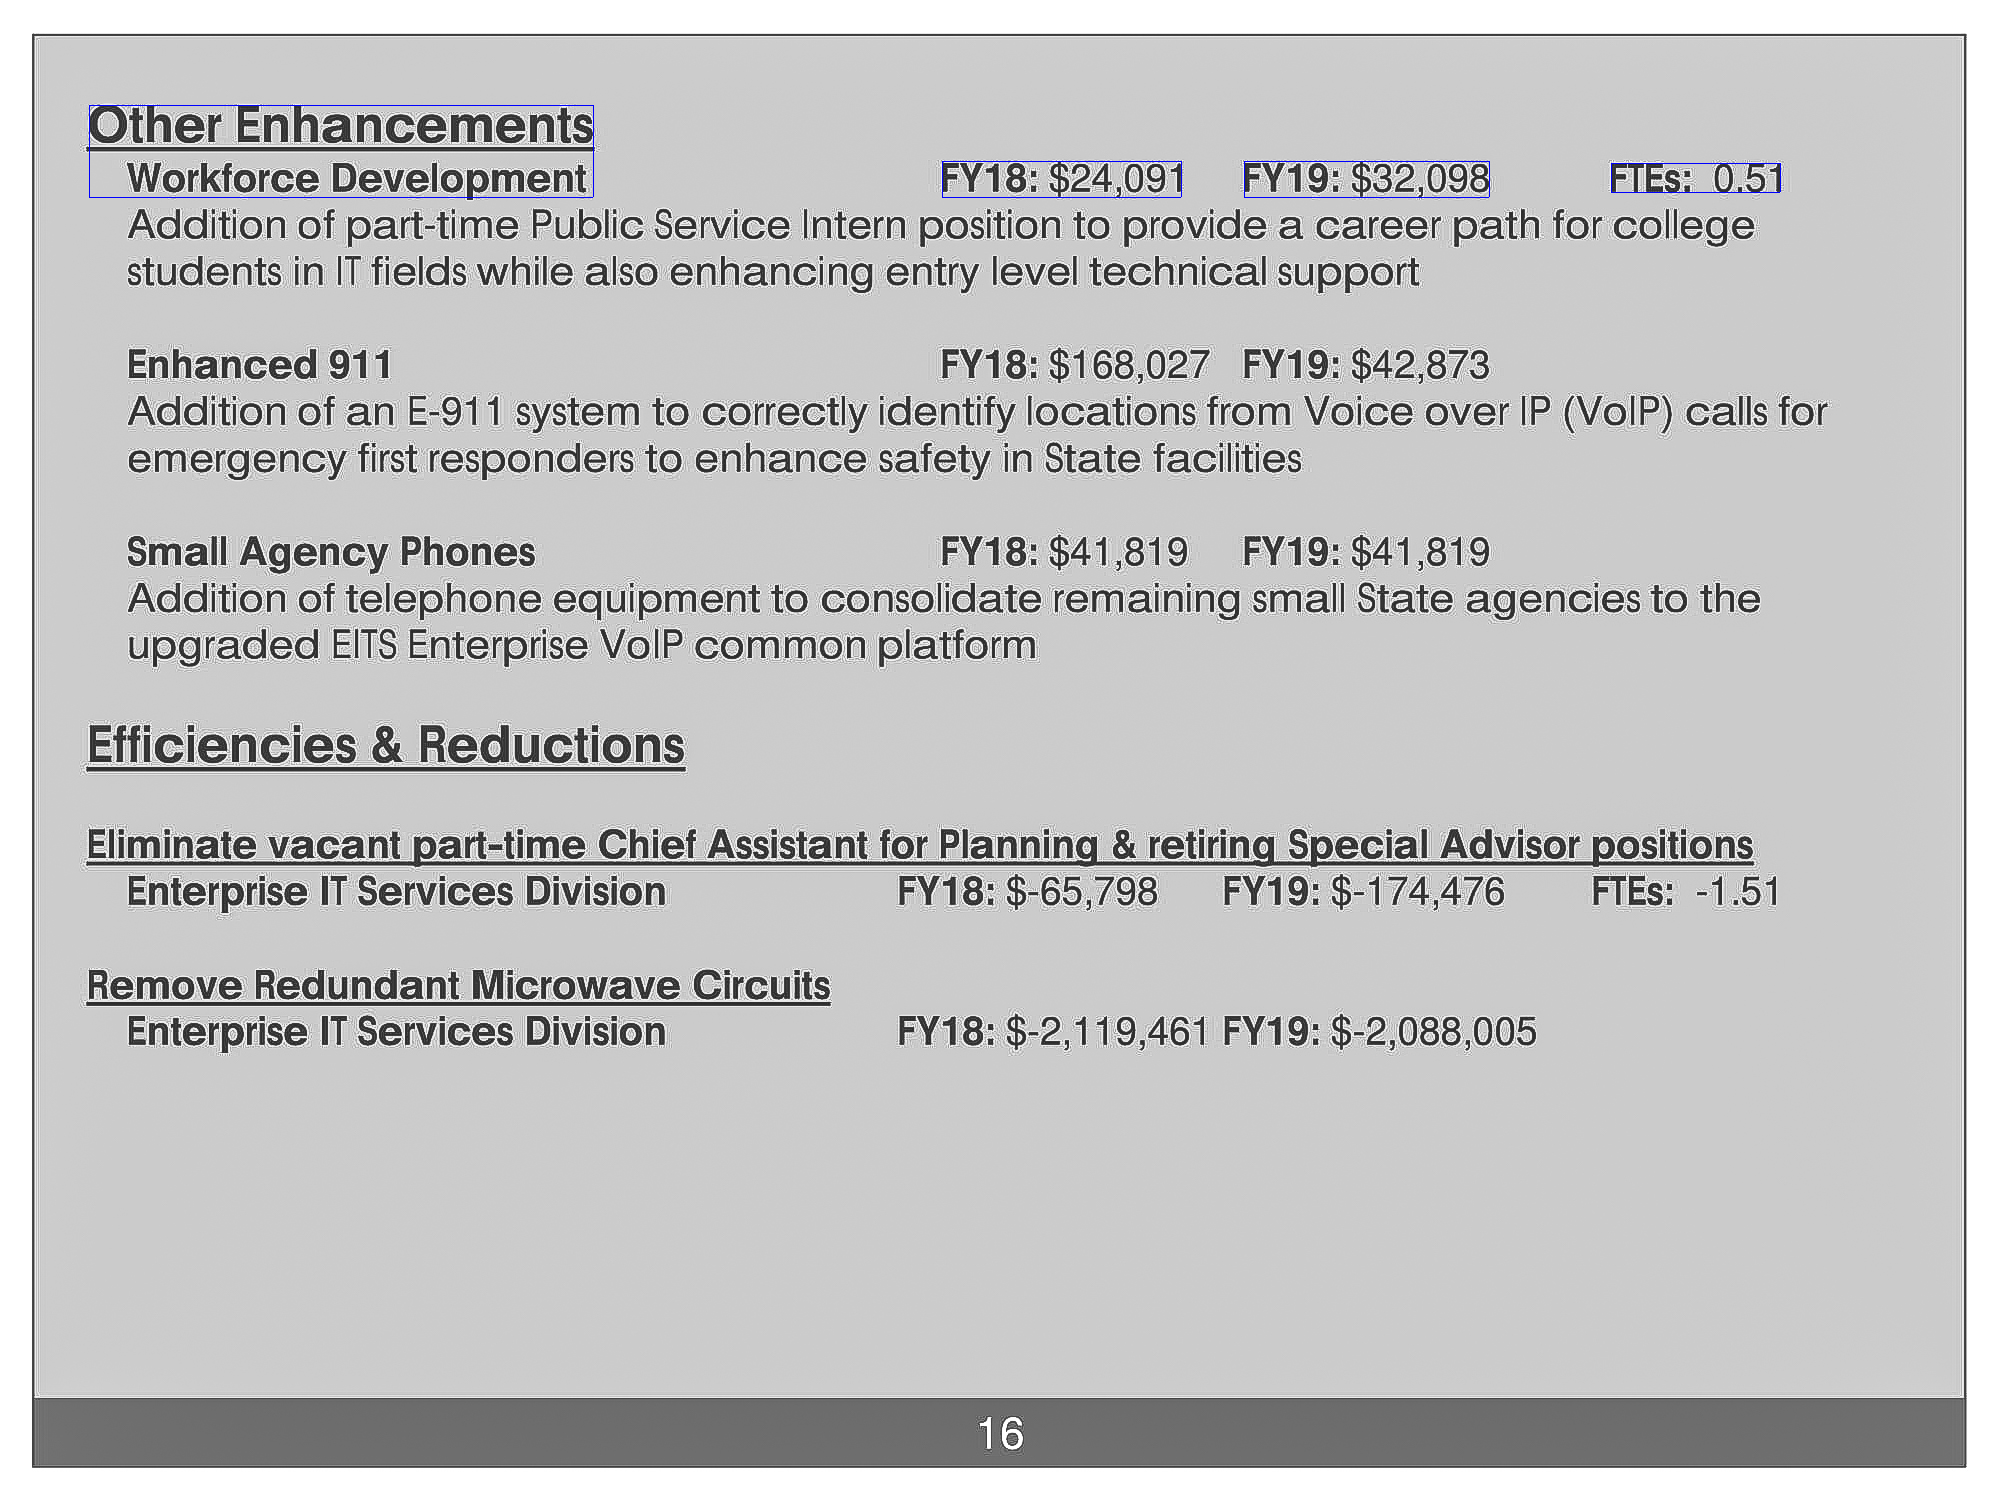 Other Enhancements
Workforce Development FY18: $24,091 FY19: $32,098 FTEs: 0.51
Addition of part-time Public Service Intern position to provide a career path for college
students in IT fields while also enhancing entry level technical support
Enhanced 911 FY18: $168,027 FY19: $42,873
Addition of an E-911 system to correctly identify locations from Voice over IP (VoIP) calls for
emergency first responders to enhance safety in State facilities
Small Agency Phones FY18: $41,819 FY19: $41,819
Addition of telephone equipment to consolidate remaining small State agencies to the
upgraded EITS Enterprise VoIP common platform
Efficiencies & Reductions
Eliminate vacant part-time Chief Assistant for Planning & retiring Special Advisor positions
Enterprise IT Services Division FY18: $-65,798 FY19: $-174,476 FTEs: -1.51
Remove Redundant Microwave Circuits
Enterprise IT Services Division FY18: $-2,119,461 FY19: $-2,088,005
16